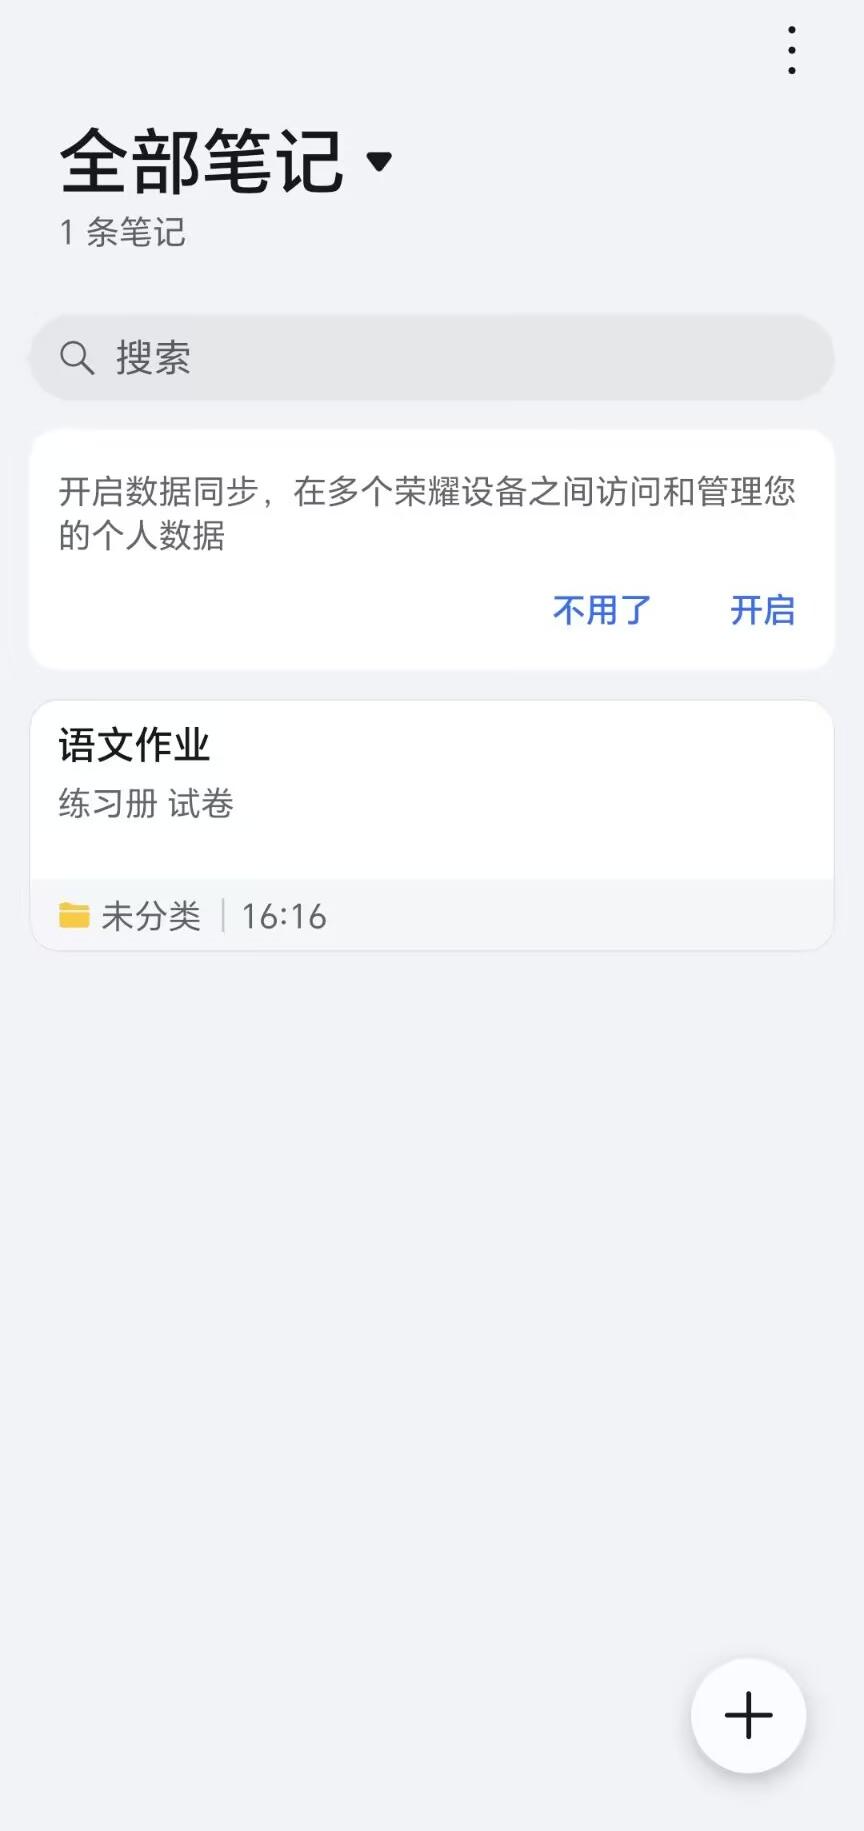 全部笔记
1 条笔记
搜索
开启数据同步，在多个荣耀设备之间访问和管理您
的个人数据
不用了 开启
语文作业
练习册 试卷
未分类 | 16:16